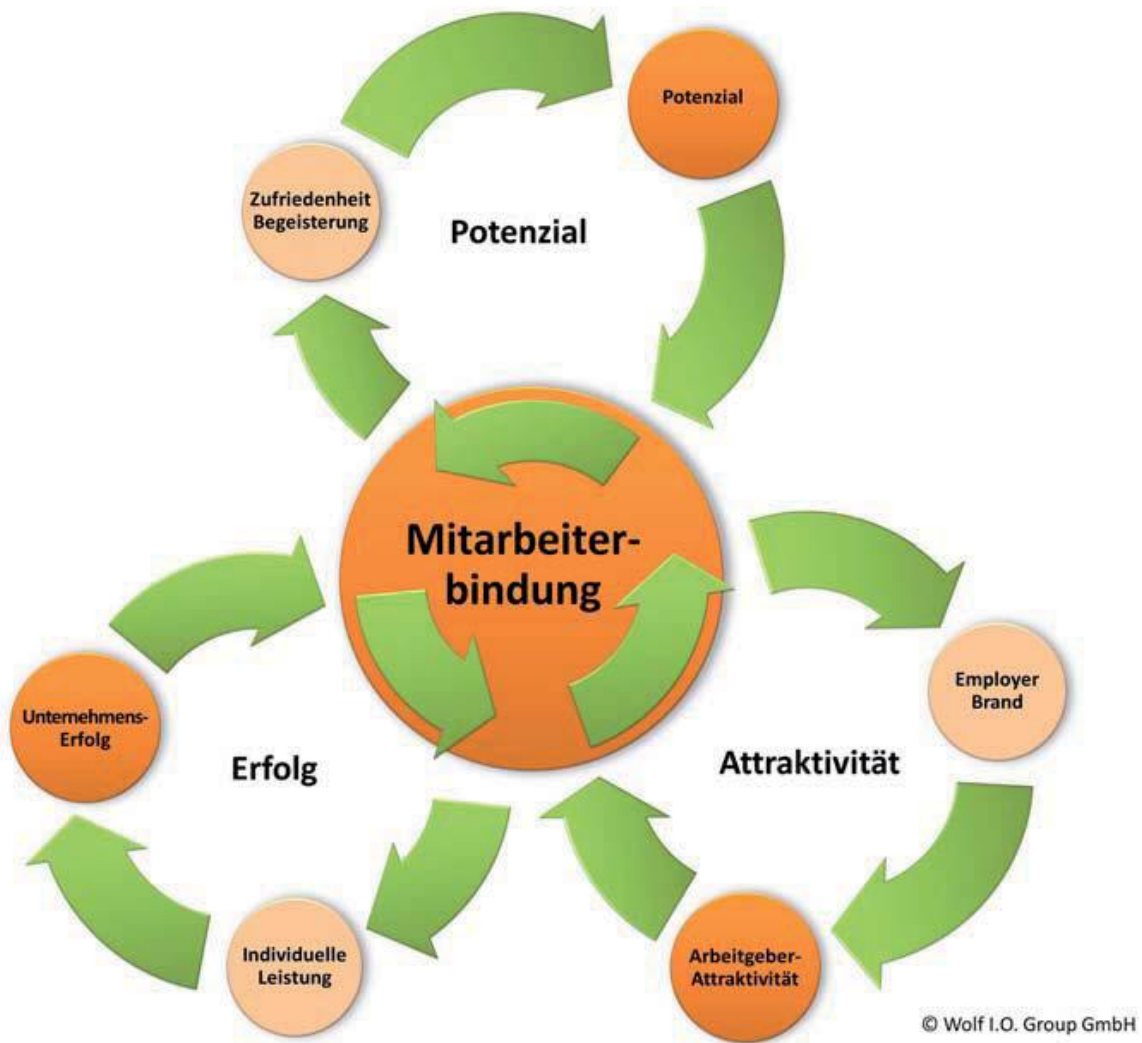 Potenzial
Zufriedenheit
Begeisterung
Potenzial
Mitarbeiter-
bindung
Unternehmens-
Erfolg
Erfolg
Individuelle
Leistung
Employer
Brand
Attraktivität
Arbeitgeber-
Attraktivität
© Wolf I.O. Group GmbH